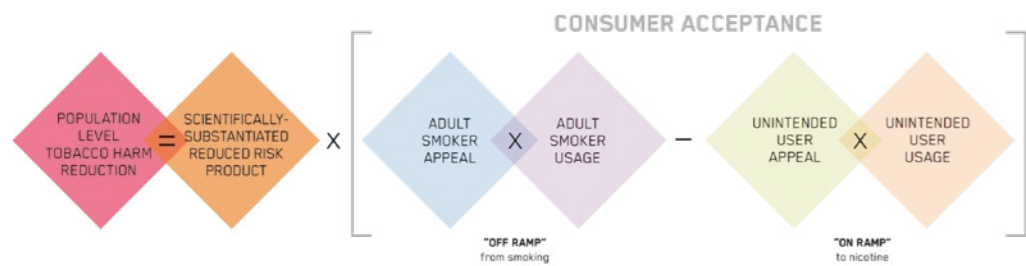 CONSUMER ACCEPTANCE
POPULATION
LEVEL
TOBACCO HARM
REDUCTION
=
SCIENTIFICALLY-
SUBSTANTIATED
REDUCED RISK
PRODUCT
X
ADULT
SMOKER
APPEAL
X
ADULT
SMOKER
USAGE
—
UNINTENDED
USER
APPEAL
X
UNINTENDED
USER
USAGE
"OFF RAMP"
from smoking
"ON RAMP"
to nicotine